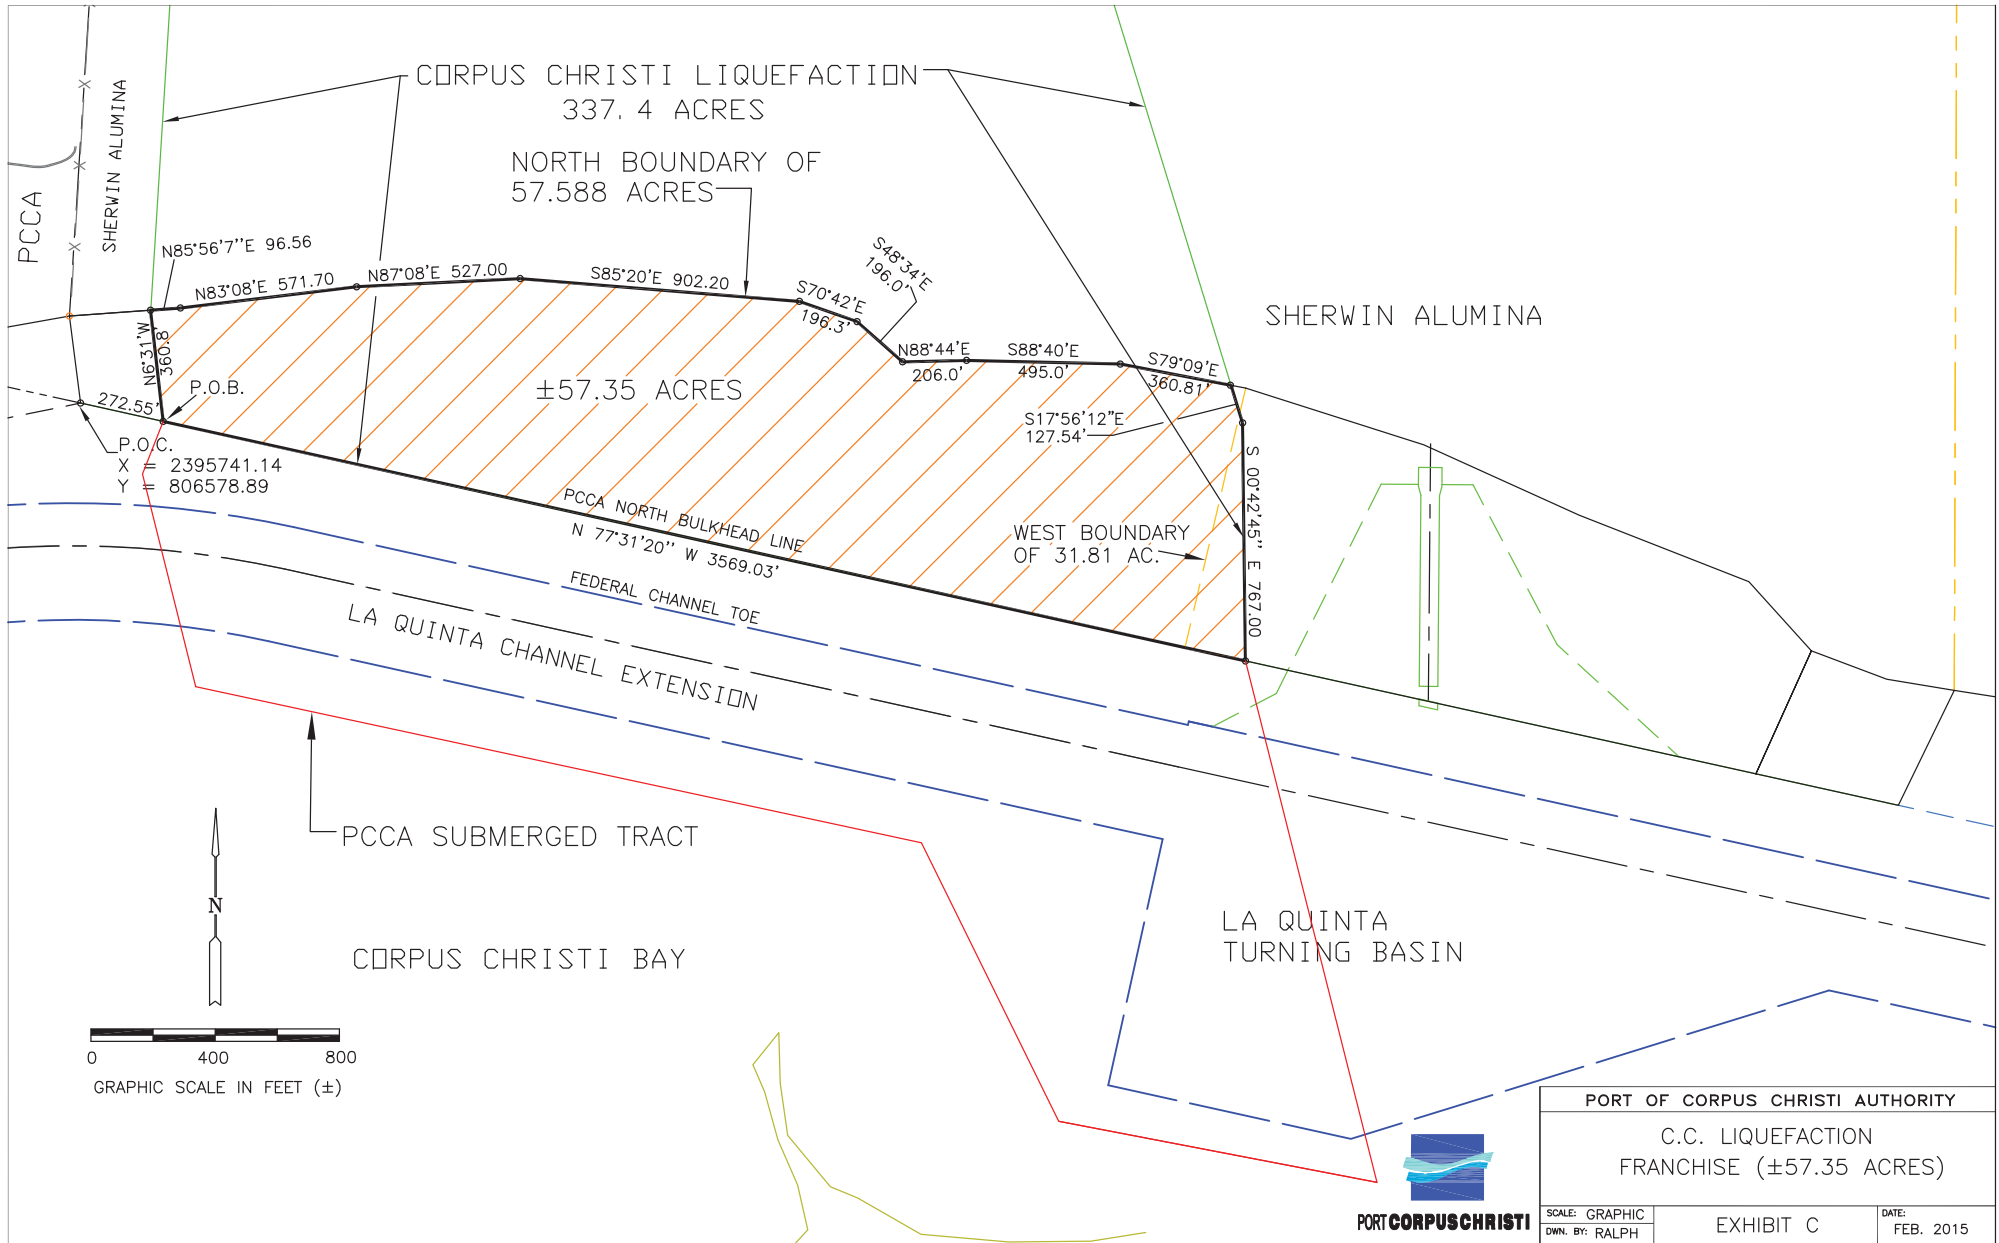 CORPUS CHRISTI LIQUEFACTION
337.4 ACRES
NORTH BOUNDARY OF
57.588 ACRES
PCCA
SHERWIN ALUMINA
N85°56'7"E 96.56
N83°08'E 571.70
N87°08'E 527.00
S85°20'E 902.20
S70°42'E
196.3'
S48°34'E
196.0'
N88°44'E
206.0'
S88°40'E
495.0'
S79°09'E
360.81'
SHERWIN ALUMINA
N6°31'W
360.8'
P.O.B.
±57.35 ACRES
272.55'
P.O.C.
X = 2395741.14
Y = 806578.89
S17°56'12"E
127.54'
S 00°42'45" E 767.00
WEST BOUNDARY
OF 31.81 AC.
PCCA NORTH BULKHEAD LINE
N 77°31'20" W 3569.03'
FEDERAL CHANNEL TOE
LA QUINTA CHANNEL EXTENSION
PCCA SUBMERGED TRACT
N
CORPUS CHRISTI BAY
LA QUINTA
TURNING BASIN
0 400 800
GRAPHIC SCALE IN FEET (±)
PORT CORPUS CHRISTI
PORT OF CORPUS CHRISTI AUTHORITY
C.C. LIQUEFACTION
FRANCHISE (±57.35 ACRES)
SCALE: GRAPHIC
DWN. BY: RALPH
EXHIBIT C
DATE:
FEB. 2015